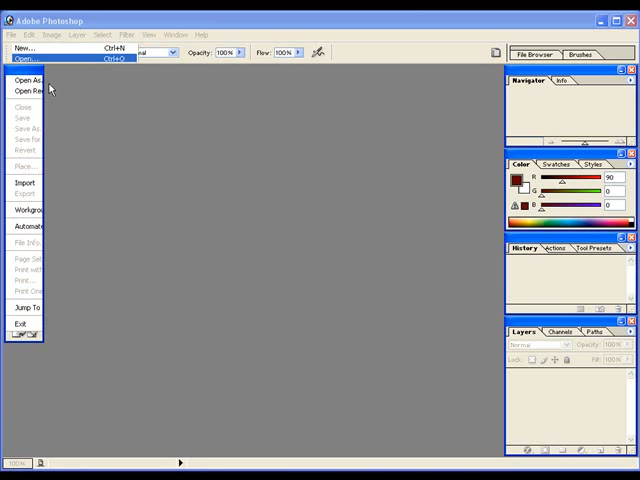 Adobe Photoshop
File Edit Image Layer Select Filter View Window Help
New... Ctrl+N
Open... Ctrl+O
Opacity: 100% Flow: 100%
File Browser Brushes
Open As
Open Re
Close
Save
Save As.
Save for
Revert
Place...
Import
Export
Workgrou
Automate
File Info.
Page Set
Print with
Print...
Print One
Jump To
Exit
Navigator Info
Color Swatches Styles
R 90
G 0
B 0
History Actions Tool Presets
Layers Channels Paths
Normal Opacity: 100%
Lock: Fill: 100%
100%